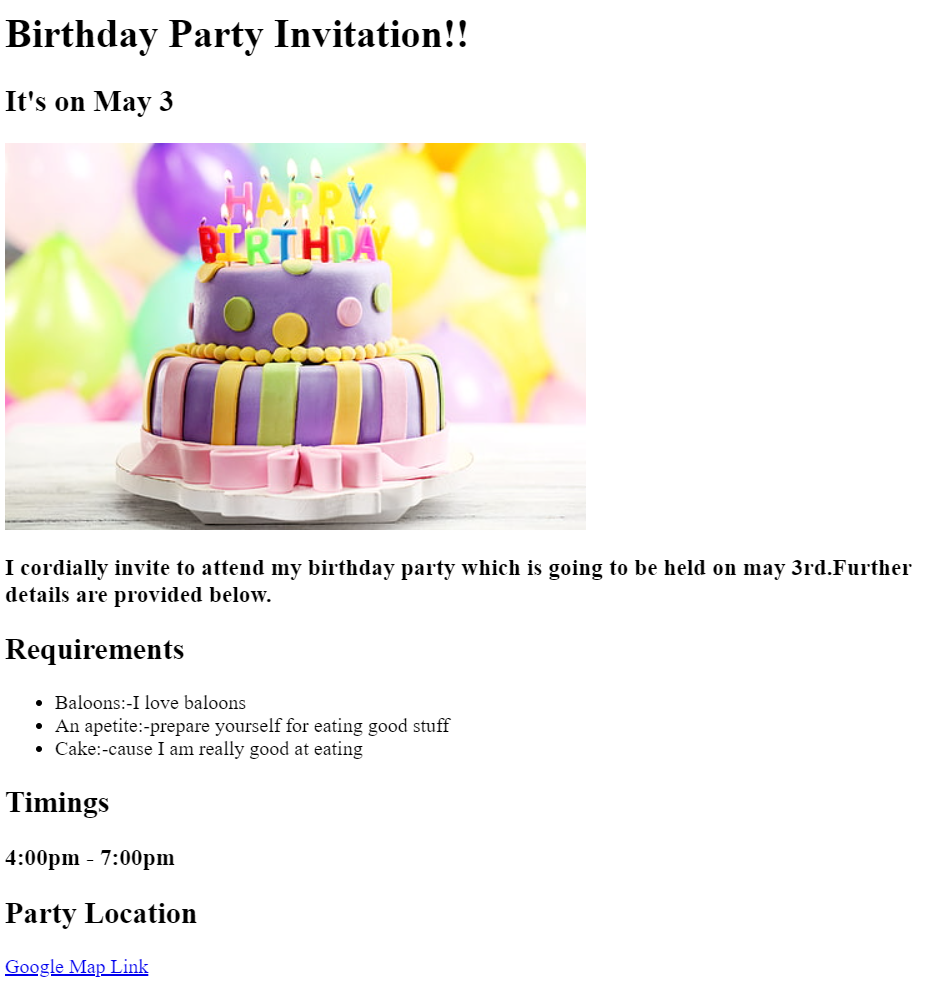 Birthday Party Invitation!!
It's on May 3
HAPPY
BIRTHDAY
I cordially invite to attend my birthday party which is going to be held on may 3rd.Further
details are provided below.
Requirements
Baloons:-I love baloons
An apetite:-prepare yourself for eating good stuff
Cake:-cause I am really good at eating
Timings
4:00pm - 7:00pm
Party Location
Google Map Link